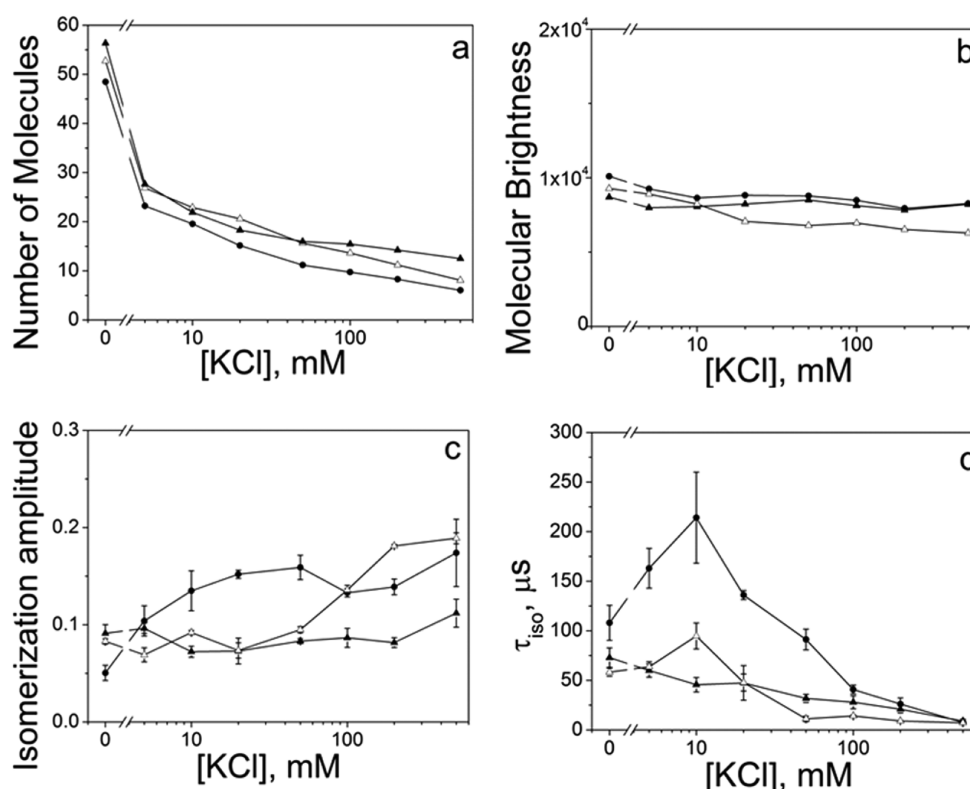 a
Number of Molecules
60
50
40
30
20
10
0
0 10 100
[KCl], mM
b
Molecular Brightness
2x10⁴
1x10⁴
0
0 10 100
[KCl], mM
c
Isomerization amplitude
0.3
0.2
0.1
0.0
0 10 100
[KCl], mM
τiso, µs
300
250
200
150
100
50
0
0 10 100
[KCl], mM